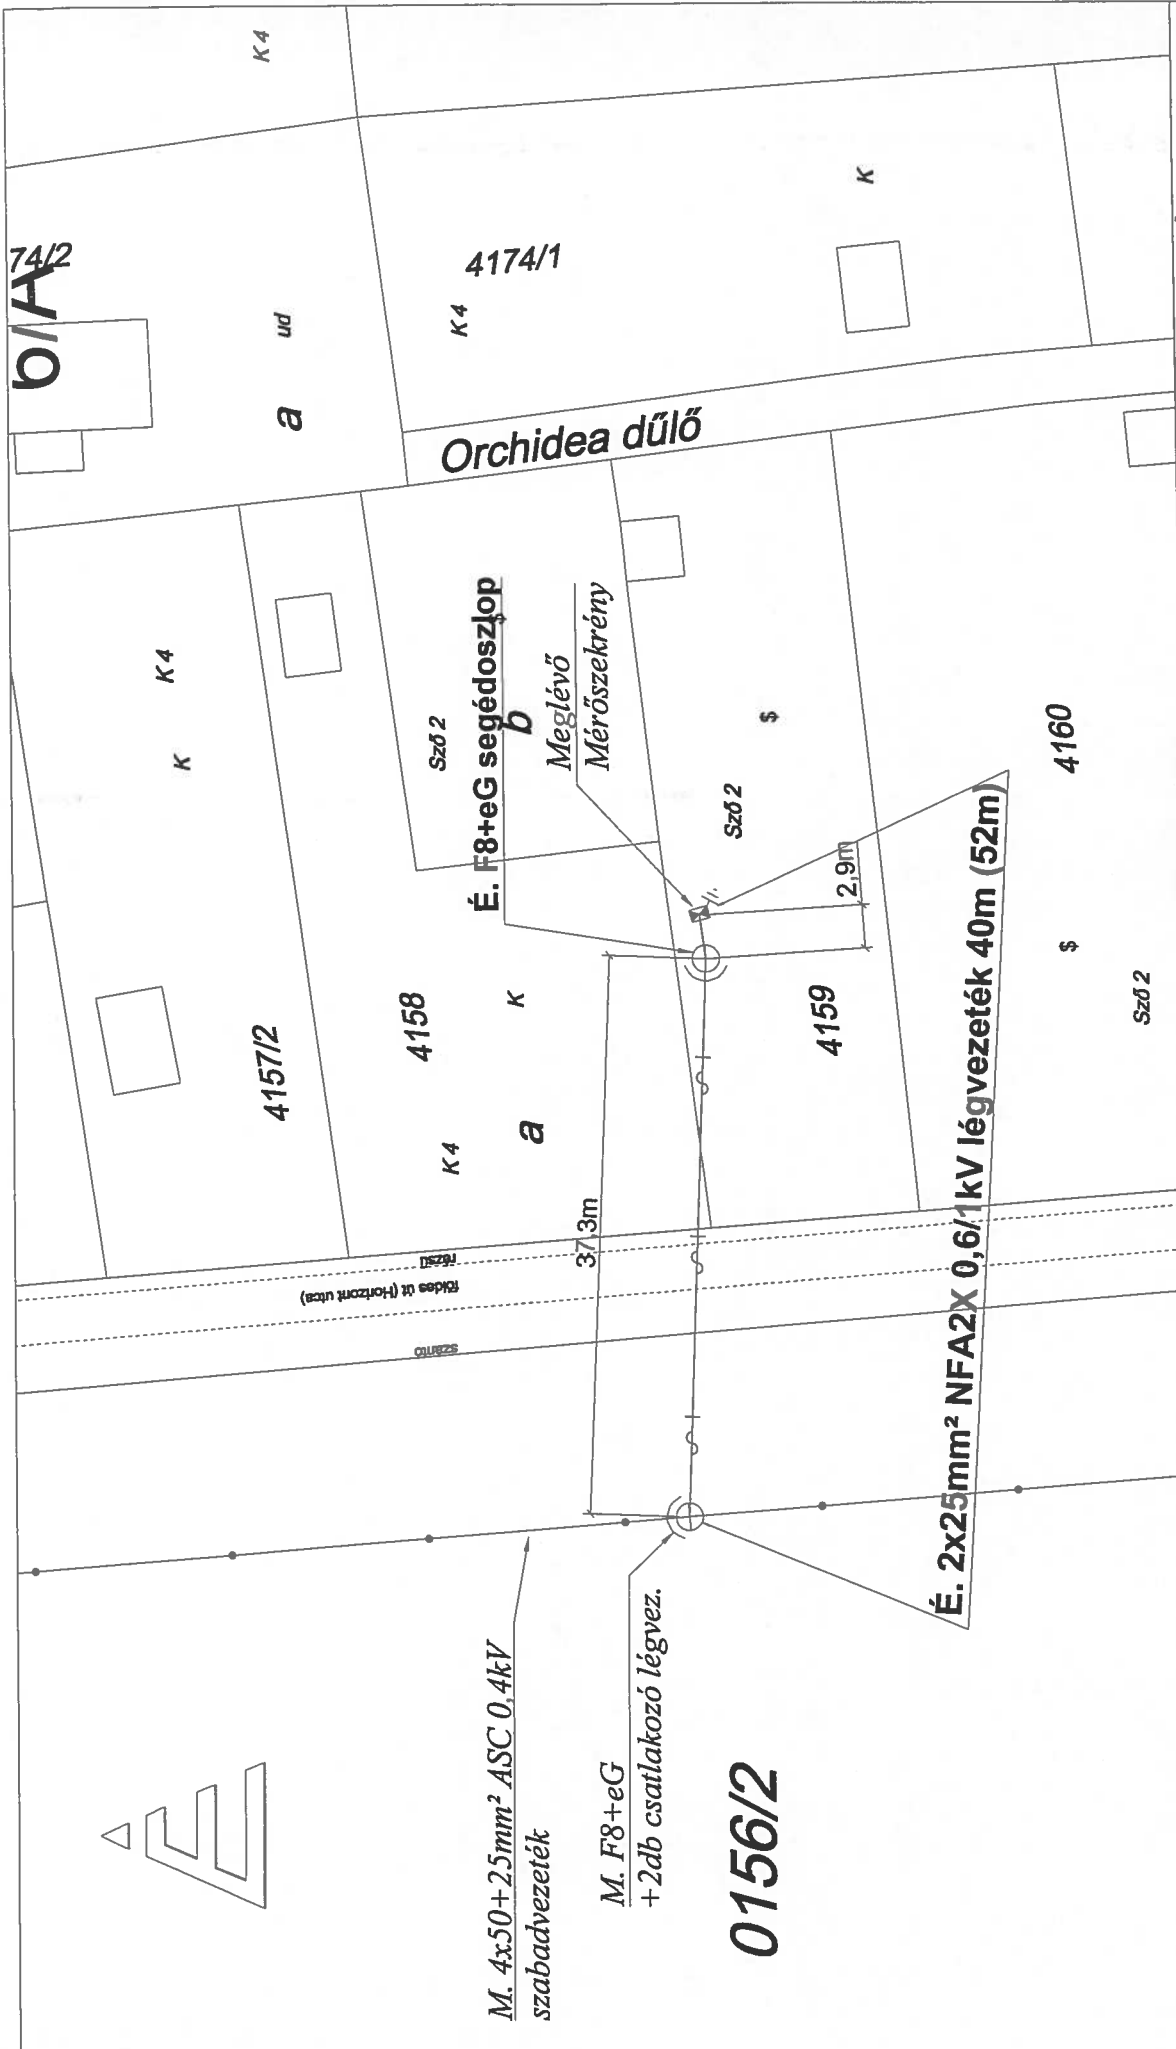 K 4
74/2
b/A
ud
a
4174/1
K 4
K
Orchidea dűlő
K 4
K
4157/2
Sző 2
É. F8+eG segédoszlop
$
b
Meglévő
Mérőszekrény
4158
K
K 4
a
Sző 2
$
2,9m
4159
4160
$
Sző 2
37,3m
rézsű
földes út (Horizont utca)
szántó
É. 2x25mm² NFA2X 0,6/1kV légvezeték 40m (52m)
M. 4x50+25mm² ASC 0,4kV
szabadvezeték
M. F8+eG
+2db csatlakozó légvez.
0156/2